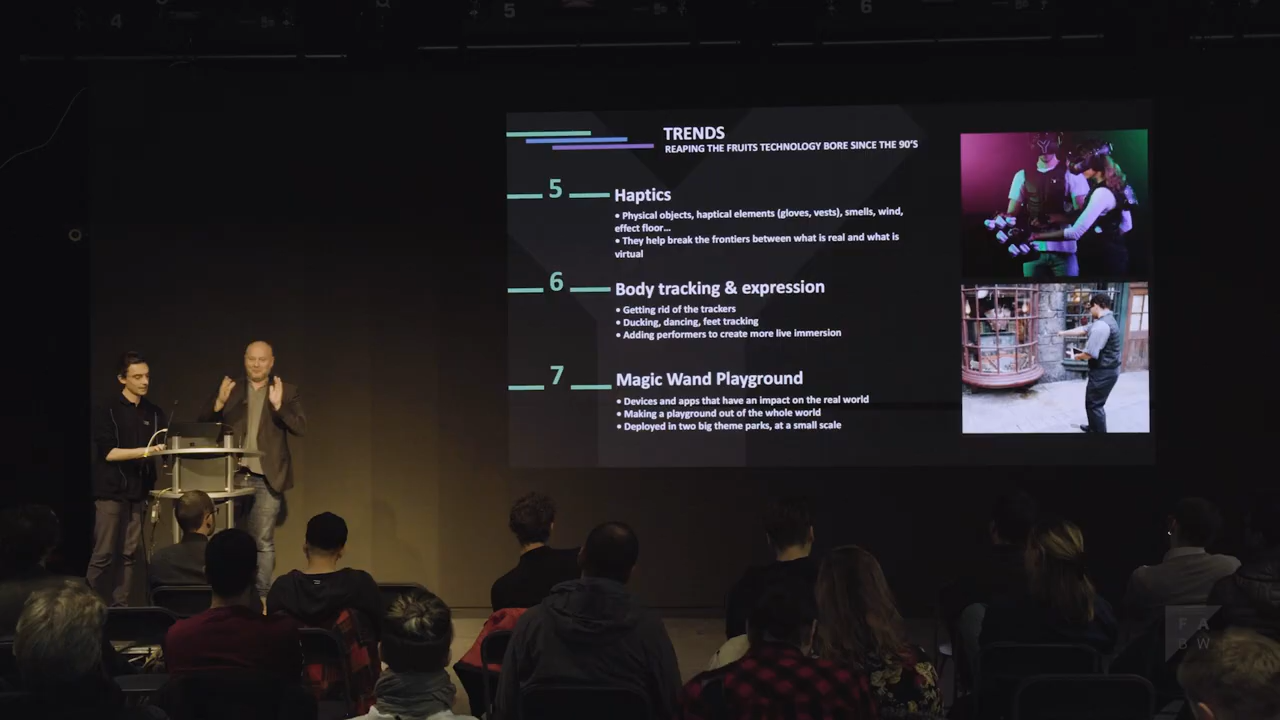 4
5
6
TRENDS
REAPING THE FRUITS TECHNOLOGY BORE SINCE THE 90'S
5
Haptics
• Physical objects, haptical elements (gloves, vests), smells, wind,
effect floor...
• They help break the frontiers between what is real and what is
virtual
6
Body tracking & expression
• Getting rid of the trackers
• Ducking, dancing, feet tracking
• Adding performers to create more live immersion
7
Magic Wand Playground
• Devices and apps that have an impact on the real world
• Making a playground out of the whole world
• Deployed in two big theme parks, at a small scale
F A
B W